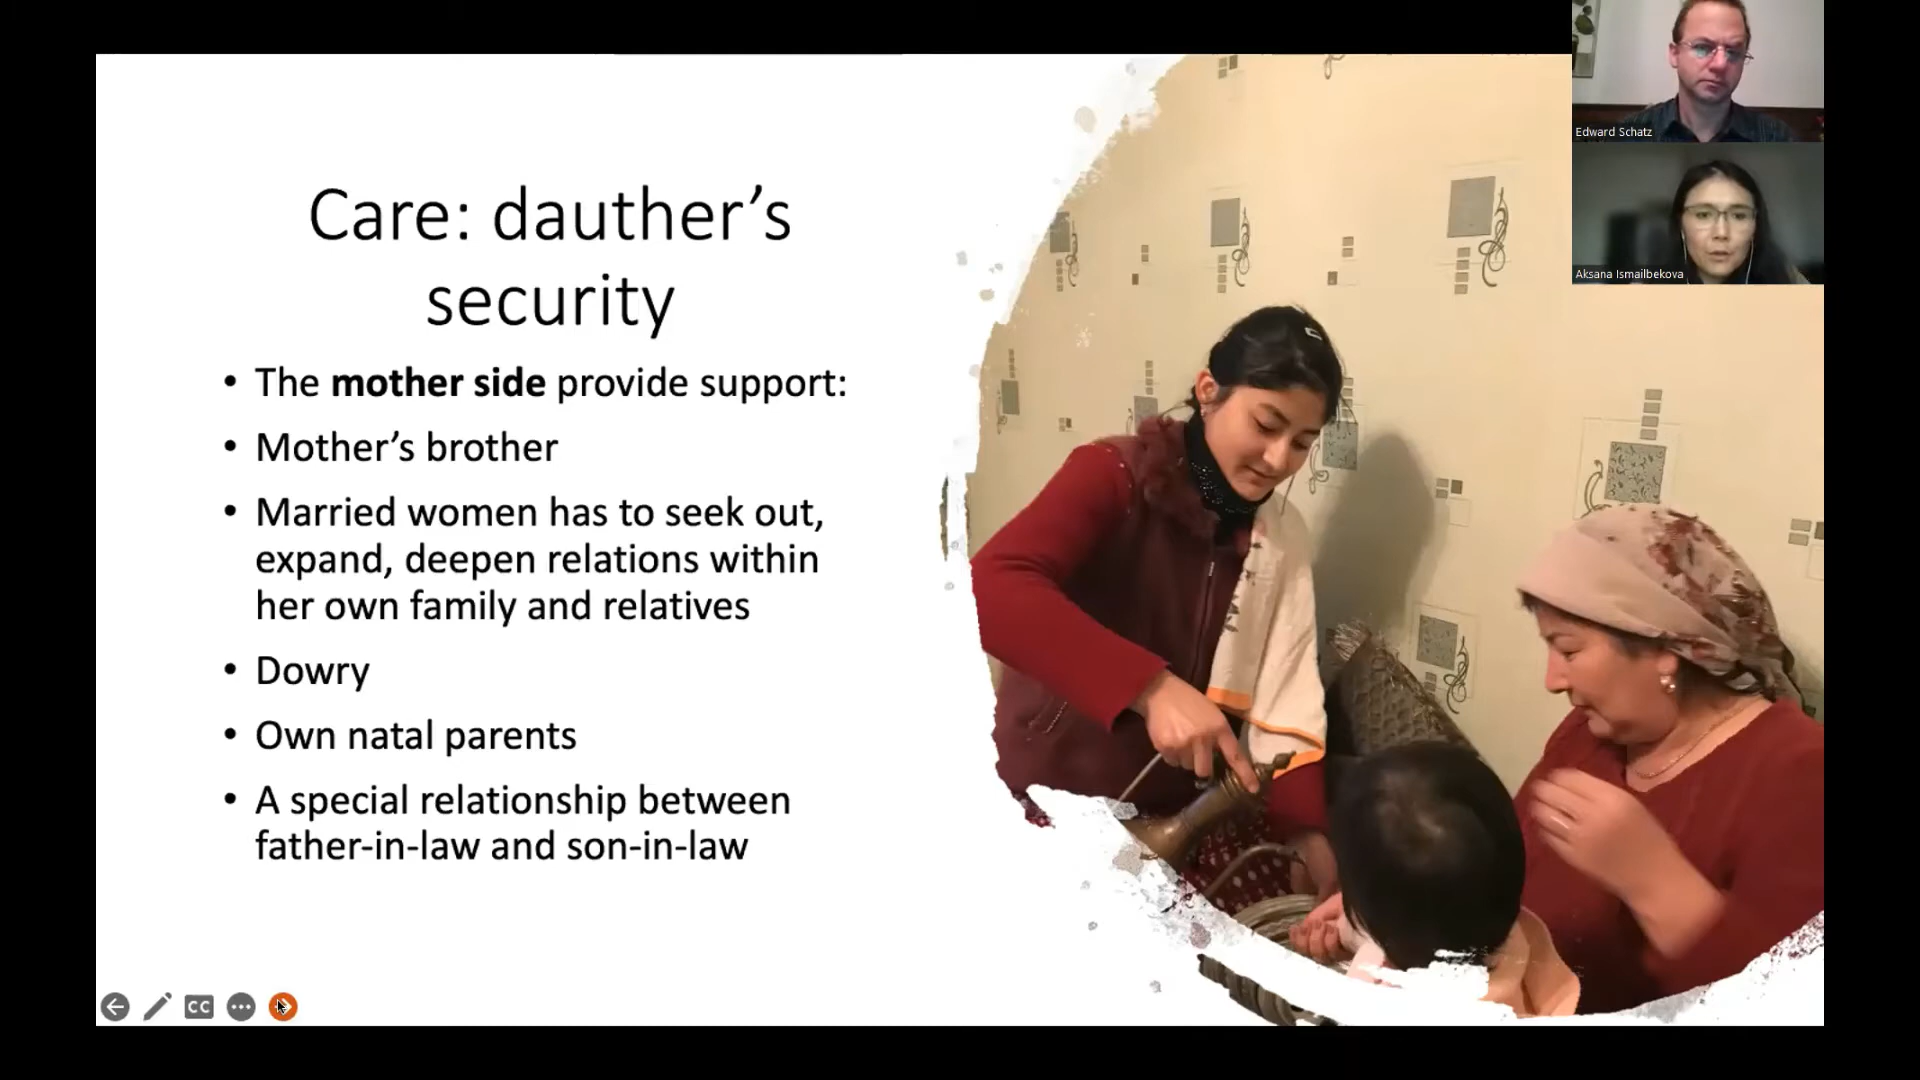 Care: dauther’s
security
• The mother side provide support:
• Mother’s brother
• Married women has to seek out,
expand, deepen relations within
her own family and relatives
• Dowry
• Own natal parents
• A special relationship between
father-in-law and son-in-law
Edward Schatz
Aksana Ismailbekova
CC